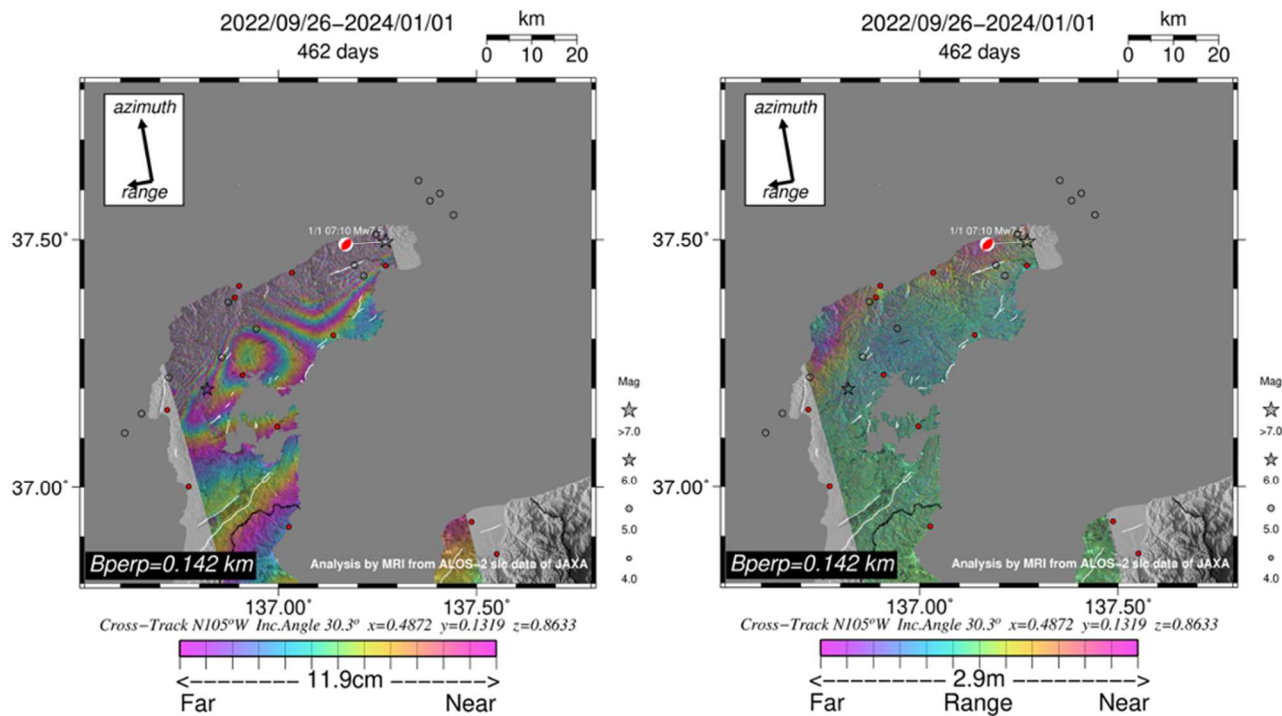 2022/09/26−2024/01/01
462 days
km
0 10 20
azimuth
range
1/1 07:10 Mw7.5
37.50°
37.00°
Mag
>7.0
6.0
5.0
4.0
Bperp=0.142 km
Analysis by MRI from ALOS−2 slc data of JAXA
137.00° 137.50°
Cross−Track N105°W Inc.Angle 30.3° x=0.4872 y=0.1319 z=0.8633
<−−−−−−−− 11.9cm −−−−−−−−>
Far Near
2022/09/26−2024/01/01
462 days
km
0 10 20
azimuth
range
1/1 07:10 Mw7.5
37.50°
37.00°
Mag
>7.0
6.0
5.0
4.0
Bperp=0.142 km
Analysis by MRI from ALOS−2 slc data of JAXA
137.00° 137.50°
Cross−Track N105°W Inc.Angle 30.3° x=0.4872 y=0.1319 z=0.8633
<−−−−−−−− 2.9m −−−−−−−−>
Far Range Near